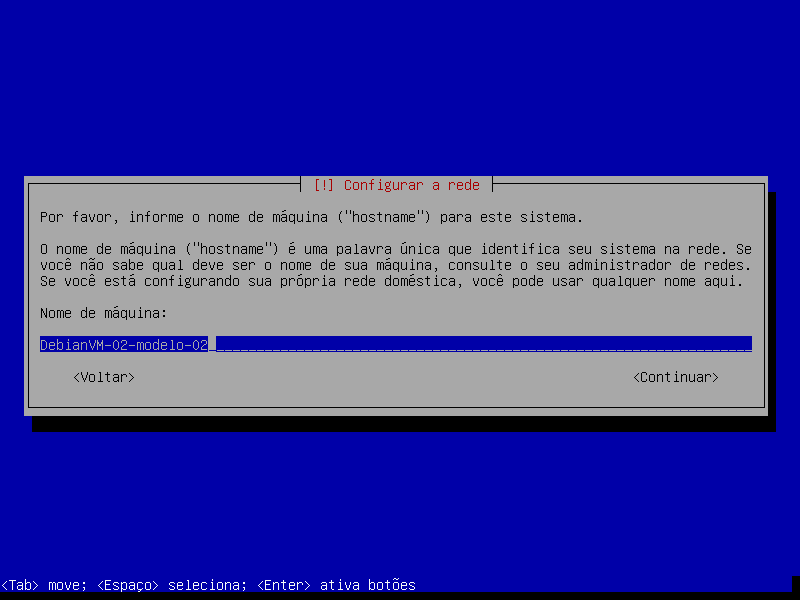 [!] Configurar a rede
Por favor, informe o nome de máquina ("hostname") para este sistema.
O nome de máquina ("hostname") é uma palavra única que identifica seu sistema na rede. Se
você não sabe qual deve ser o nome de sua máquina, consulte o seu administrador de redes.
Se você está configurando sua própria rede doméstica, você pode usar qualquer nome aqui.
Nome de máquina:
DebianVM-02-modelo-02
<Voltar> <Continuar>
<Tab> move; <Espaço> seleciona; <Enter> ativa botões